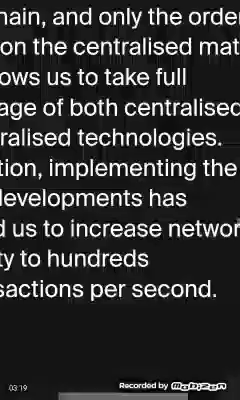 nain, and only the order
on the centralised mat
ows us to take full
age of both centralised
ralised technologies.
tion, implementing the
developments has
d us to increase networ
ty to hundreds
sactions per second.
03:19 Recorded by Mobizen